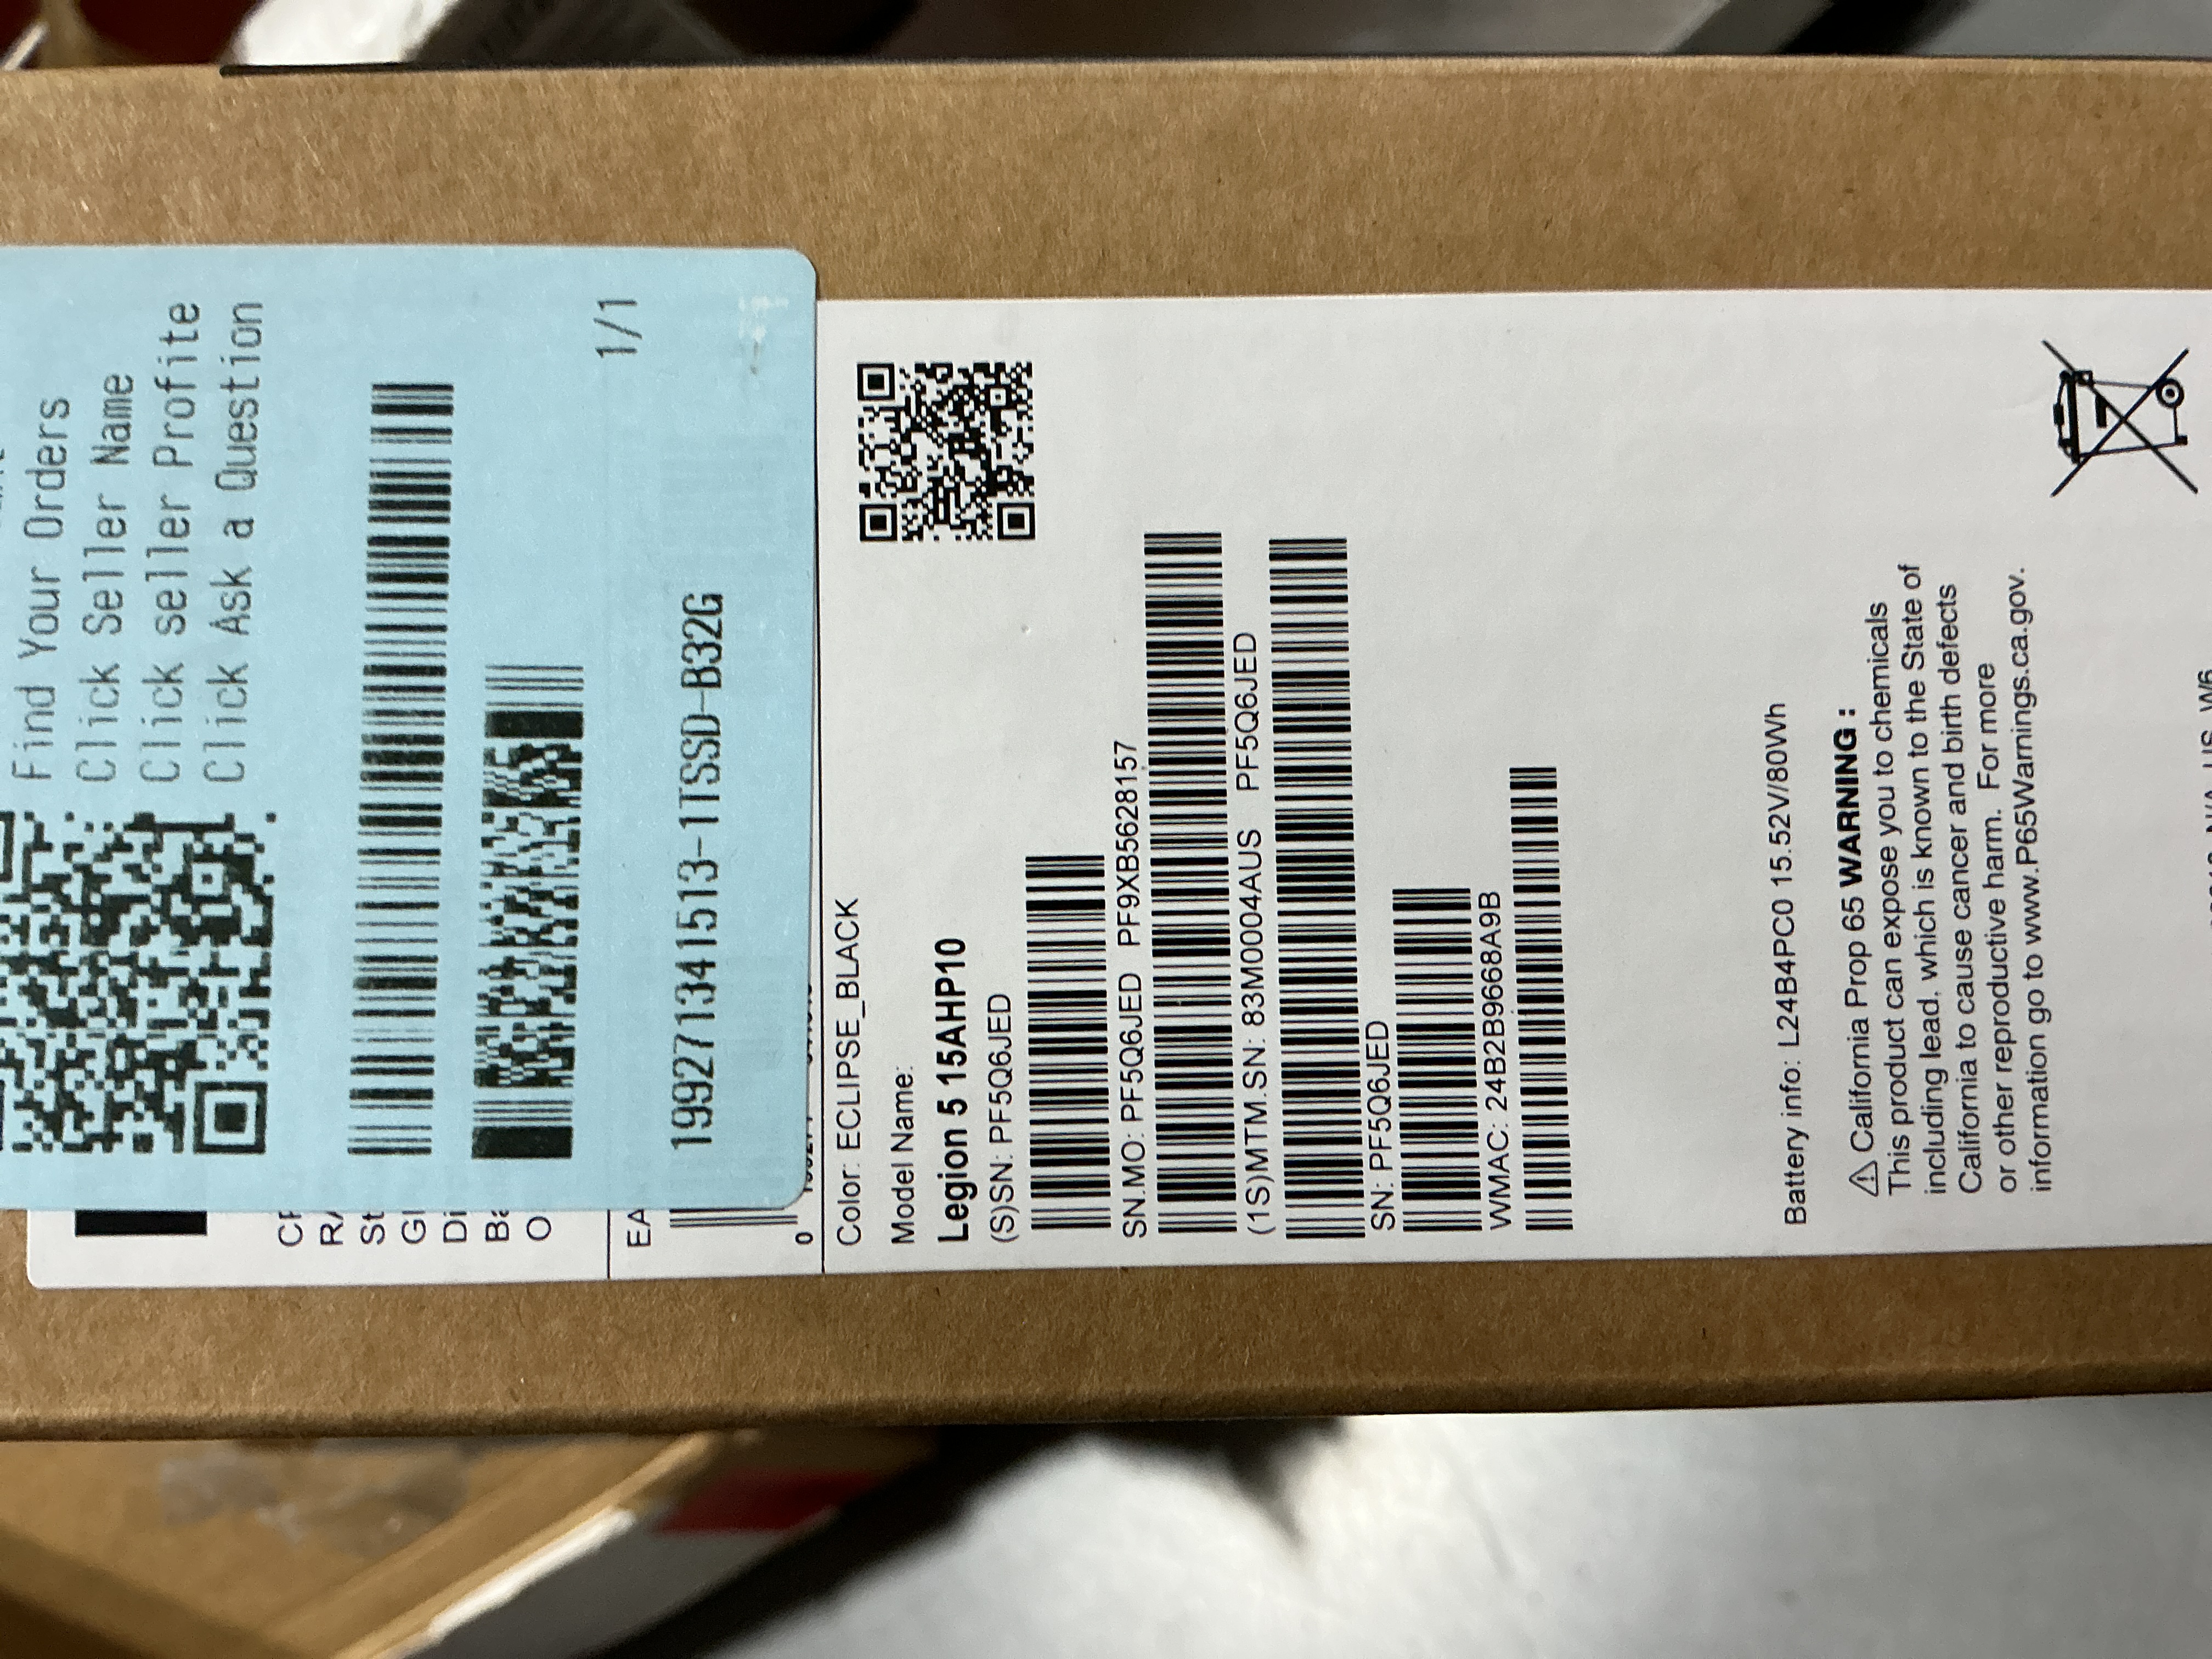 Find Your Orders
Click Seller Name
Click seller Profite
Click Ask a Question
1/1
199271341513-1TSSD-B32G
EA
0
Color: ECLIPSE_BLACK
Model Name:
Legion 5 15AHP10
(S)SN: PF5Q6JED
SN.MO: PF5Q6JED PF9XB5628157
(1S)MTM.SN: 83M0004AUS PF5Q6JED
SN: PF5Q6JED
WMAC: 24B2B9668A9B
Battery info: L24B4PC0 15.52V/80Wh
⚠ California Prop 65 WARNING :
This product can expose you to chemicals
including lead, which is known to the State of
California to cause cancer and birth defects
or other reproductive harm. For more
information go to www.P65Warnings.ca.gov.